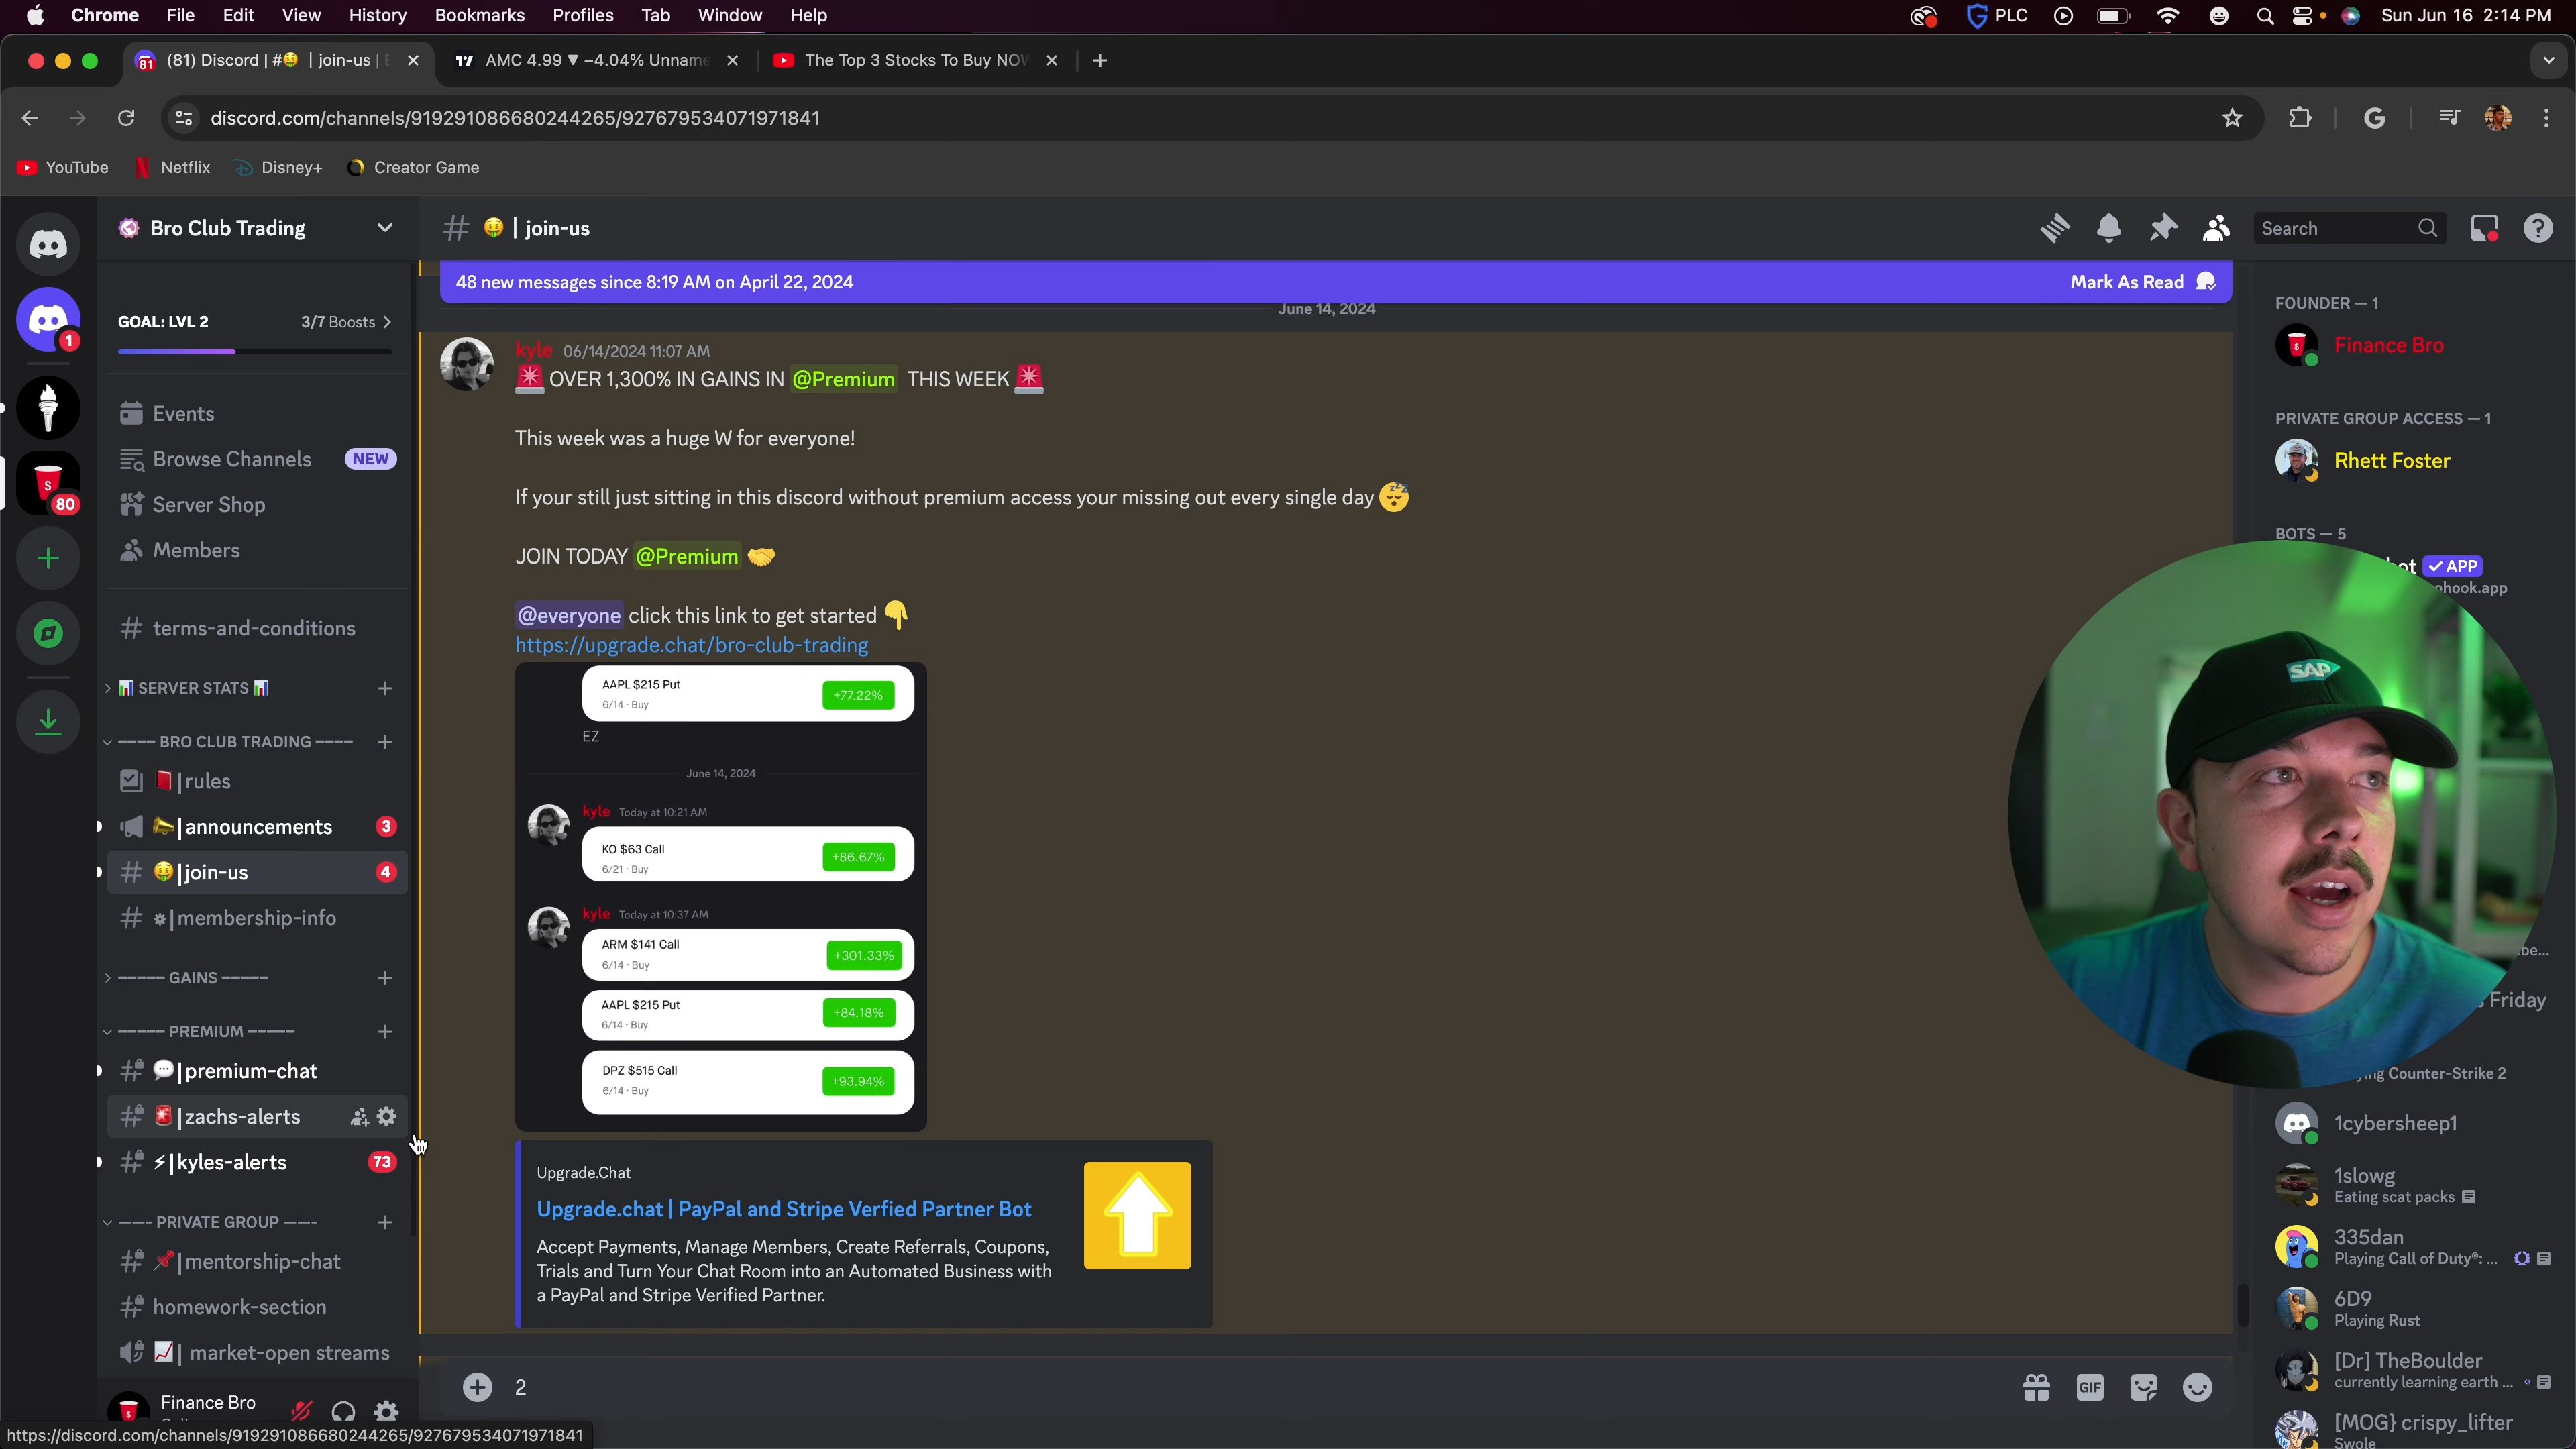 Chrome File Edit View History Bookmarks Profiles Tab Window Help PLC Sun Jun 16 2:14 PM
81 (81) Discord | #🤑 | join-us | AMC 4.99 ▼ −4.04% Unname The Top 3 Stocks To Buy NOW
discord.com/channels/919291086680244265/927679534071971841
YouTube Netflix Disney+ Creator Game
Bro Club Trading
# 🤑 | join-us
Search
48 new messages since 8:19 AM on April 22, 2024 Mark As Read
June 14, 2024
GOAL: LVL 2 3/7 Boosts >
Events
Browse Channels NEW
Server Shop
Members
# terms-and-conditions
📊 SERVER STATS 📊 +
---- BRO CLUB TRADING ---- +
📕|rules
📣|announcements 3
# 🤑|join-us 4
# |membership-info
----- GAINS ----- +
----- PREMIUM ----- +
# 💬|premium-chat
# 🚨|zachs-alerts
# ⚡|kyles-alerts 73
---- PRIVATE GROUP ---- +
# 📌|mentorship-chat
# homework-section
📈| market-open streams
Finance Bro
1
80
kyle 06/14/2024 11:07 AM
🚨 OVER 1,300% IN GAINS IN @Premium THIS WEEK 🚨
This week was a huge W for everyone!
If your still just sitting in this discord without premium access your missing out every single day 😴
JOIN TODAY @Premium 🤝
@everyone click this link to get started 👇
https://upgrade.chat/bro-club-trading
AAPL $215 Put +77.22%
6/14 · Buy
EZ
June 14, 2024
kyle Today at 10:21 AM
KO $63 Call +86.67%
6/21 · Buy
kyle Today at 10:37 AM
ARM $141 Call +301.33%
6/14 · Buy
AAPL $215 Put +84.18%
6/14 · Buy
DPZ $515 Call +93.94%
6/14 · Buy
Upgrade.Chat
Upgrade.chat | PayPal and Stripe Verfied Partner Bot
Accept Payments, Manage Members, Create Referrals, Coupons,
Trials and Turn Your Chat Room into an Automated Business with
a PayPal and Stripe Verified Partner.
2
GIF
FOUNDER — 1
Finance Bro
PRIVATE GROUP ACCESS — 1
Rhett Foster
BOTS — 5
APP
SAP
Friday
Counter-Strike 2
1cybersheep1
1slowg
Eating scat packs
335dan
Playing Call of Duty®: ...
6D9
Playing Rust
[Dr] TheBoulder
currently learning earth ...
[MOG} crispy_lifter
Swole
https://discord.com/channels/919291086680244265/927679534071971841